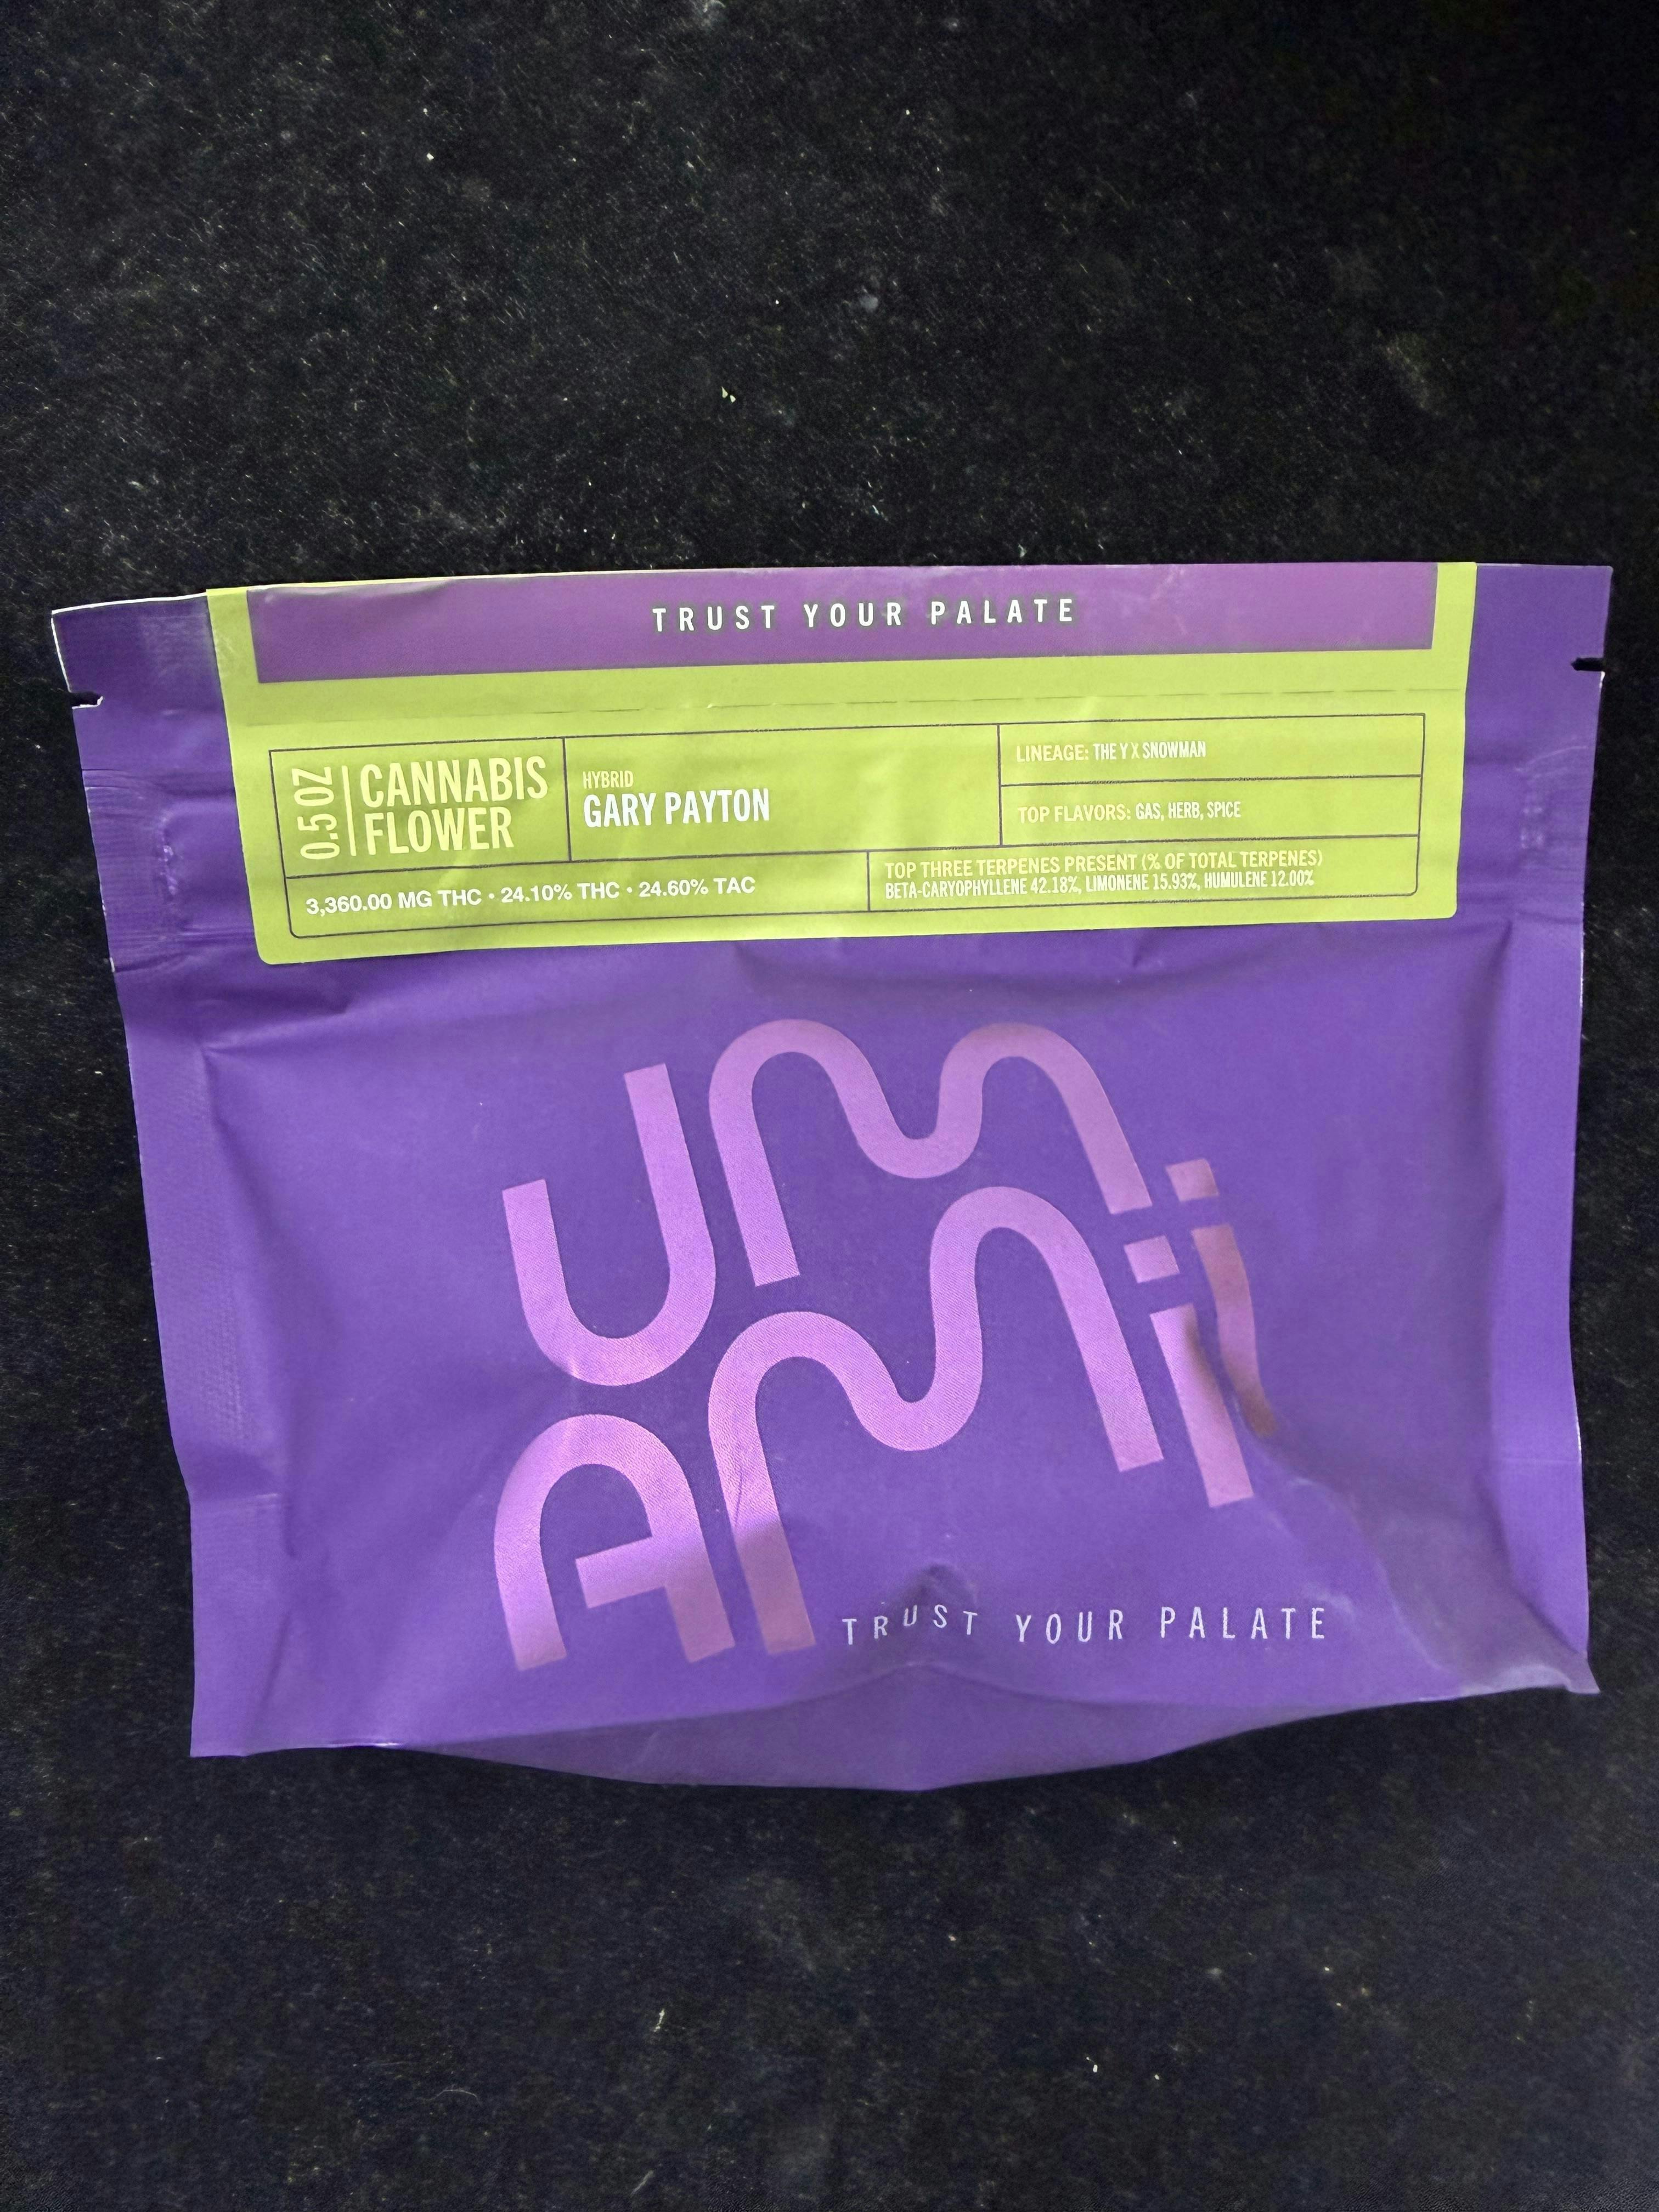 TRUST YOUR PALATE
0.5 OZ
CANNABIS
FLOWER
HYBRID
GARY PAYTON
LINEAGE: THE Y X SNOWMAN
TOP FLAVORS: GAS, HERB, SPICE
3,360.00 MG THC • 24.10% THC • 24.60% TAC
TOP THREE TERPENES PRESENT (% OF TOTAL TERPENES)
BETA-CARYOPHYLLENE 42.18%, LIMONENE 15.93%, HUMULENE 12.00%
UMMii
AMi
TRUST YOUR PALATE